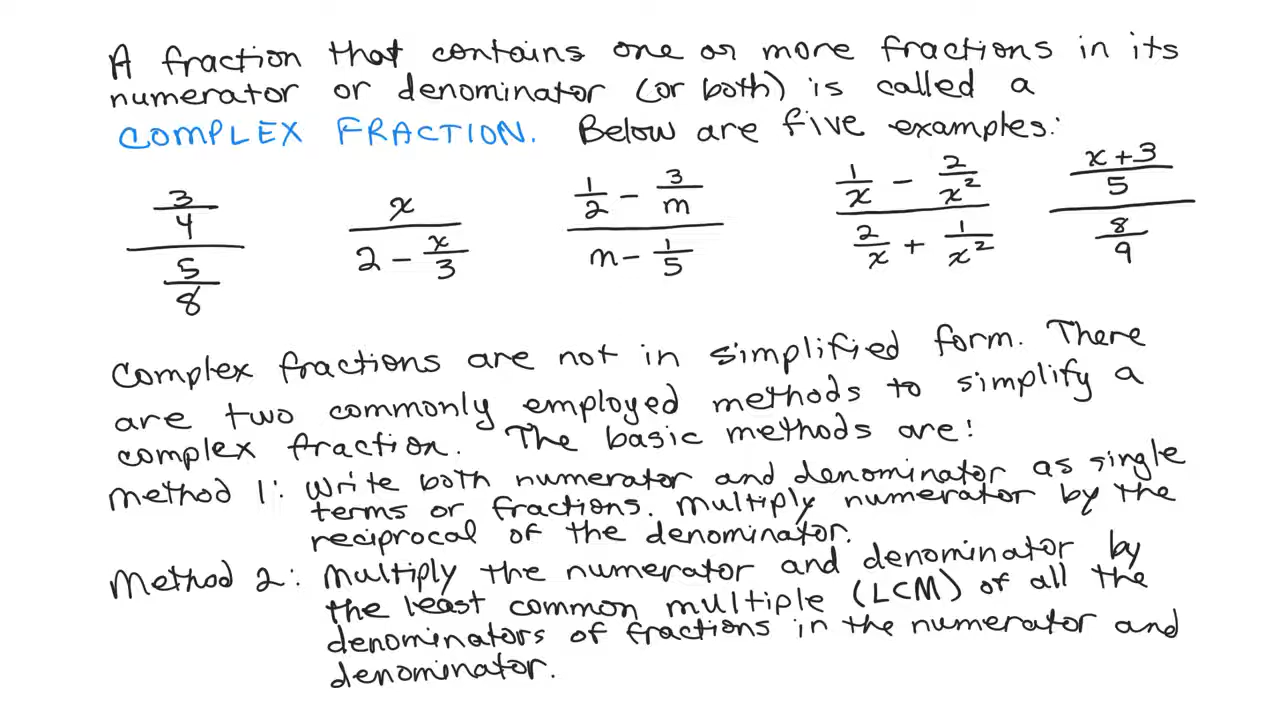 A fraction that contains one or more fractions in its
numerator or denominator (or both) is called a
COMPLEX FRACTION. Below are five examples:
3/4 / 5/8    x / (2 - x/3)    (1/2 - 3/m) / (m - 1/5)    (1/x - 2/x²) / (2/x + 1/x²)    (x+3)/5 / 8/9
Complex fractions are not in simplified form. There
are two commonly employed methods to simplify a
complex fraction. The basic methods are:
Method 1: Write both numerator and denominator as single
terms or fractions. Multiply numerator by the
reciprocal of the denominator.
Method 2: Multiply the numerator and denominator by
the least common multiple (LCM) of all the
denominators of fractions in the numerator and
denominator.